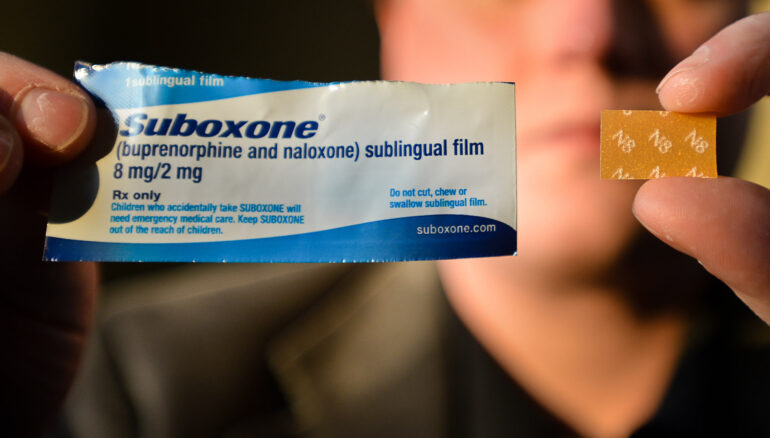 1 sublingual film
Suboxone®
(buprenorphine and naloxone) sublingual film
8 mg/2 mg
Rx only
Children who accidentally take SUBOXONE will
need emergency medical care. Keep SUBOXONE
out of the reach of children.
Do not cut, chew or
swallow sublingual film.
suboxone.com
N8 N8
N8 N8 N8